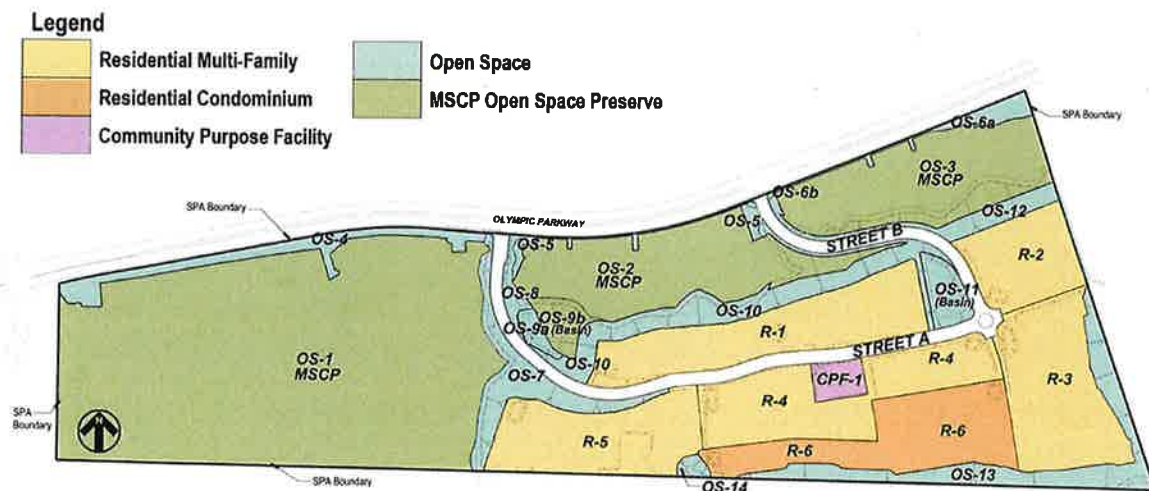 Legend
Residential Multi-Family
Residential Condominium
Community Purpose Facility
Open Space
MSCP Open Space Preserve
SPA Boundary
OS-6a
OS-3
MSCP
SPA Boundary
OS-6b
OS-4
OLYMPIC PARKWAY
OS-5
OS-5
OS-12
STREET B
OS-2
MSCP
R-2
OS-8
OS-11
(Basin)
OS-10
OS-9b
(Basin)
OS-9a
R-1
STREET A
OS-1
MSCP
OS-10
OS-7
R-4
CPF-1
R-3
R-4
SPA
Boundary
R-6
R-5
R-6
OS-13
SPA Boundary
OS-14